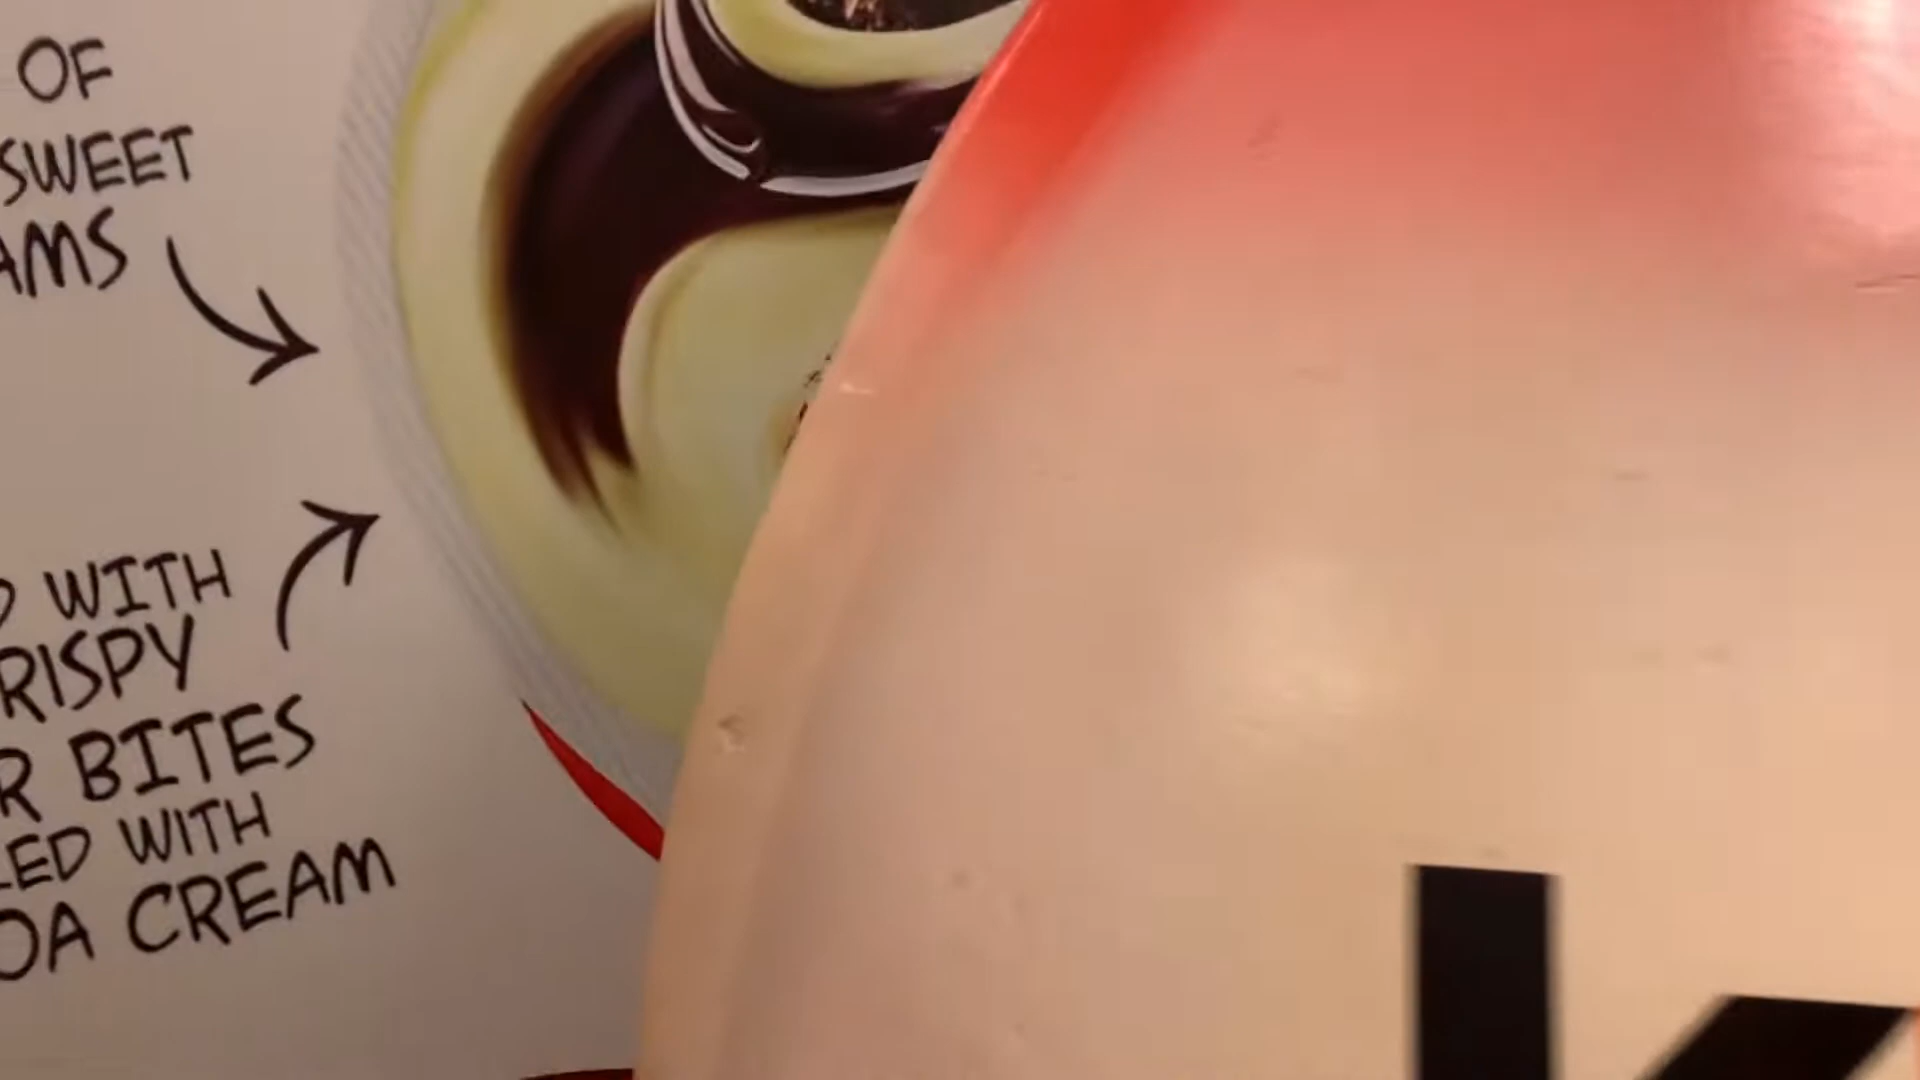 OF
SWEET
AMS
D WITH
RISPY
R BITES
LED WITH
OA CREAM
k